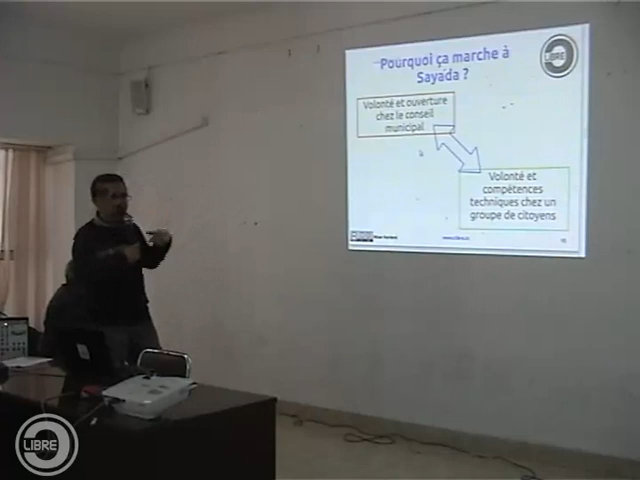 Pourquoi ça marche à
Sayada ?
LIBRE
Volonté et ouverture
chez le conseil
municipal
Volonté et
compétences
techniques chez un
groupe de citoyens
LIBRE